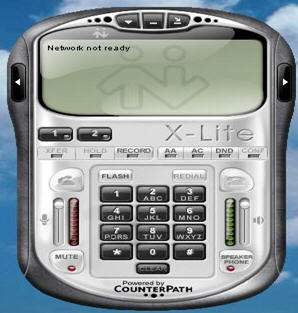 Network not ready
1 2 X-Lite
XFER HOLD RECORD AA AC DND CONF
FLASH REDIAL
1 2 ABC 3 DEF
4 GHI 5 JKL 6 MNO
7 PQRS 8 TUV 9 WXYZ
* 0 #
MUTE CLEAR SPEAKER PHONE
Powered by
COUNTERPATH